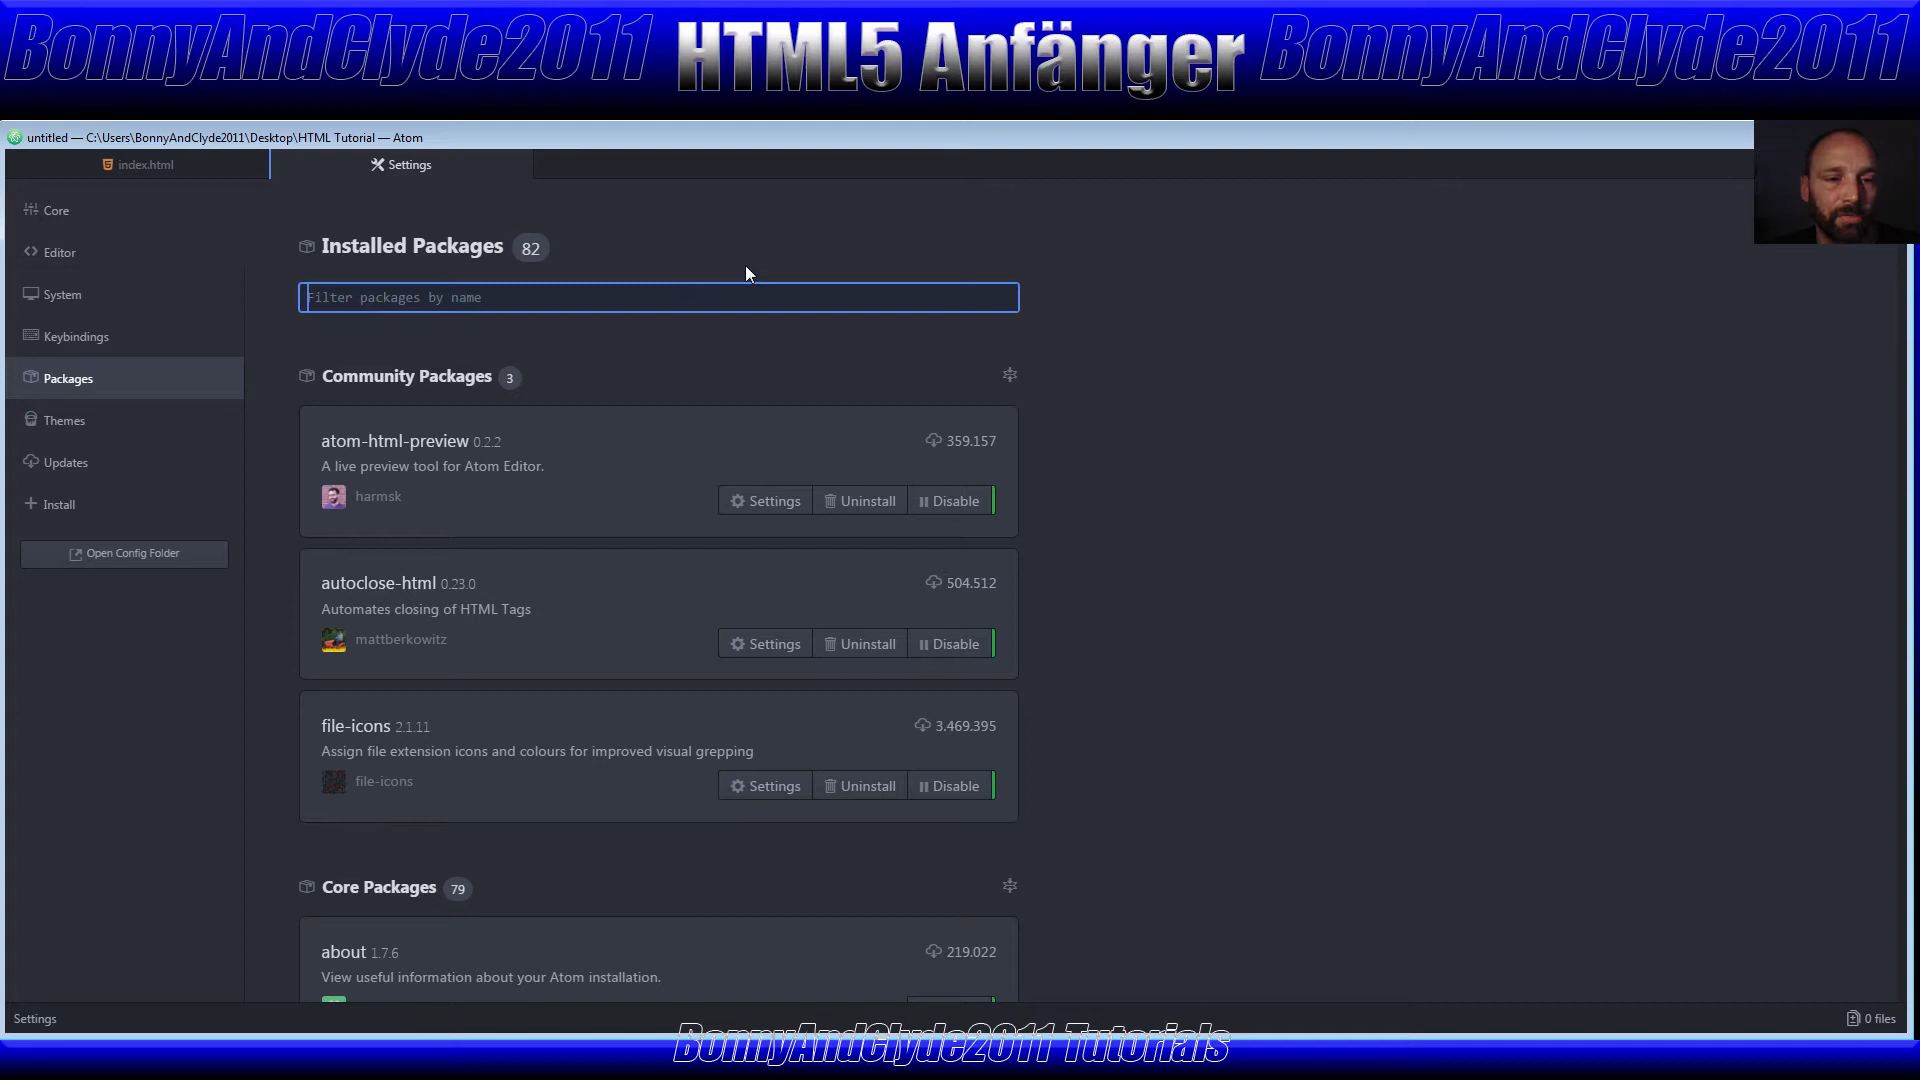 BonnyAndClyde2011 HTML5 Anfänger BonnyAndClyde2011
untitled — C:\Users\BonnyAndClyde2011\Desktop\HTML Tutorial — Atom
index.html
Settings
Core
Editor
System
Keybindings
Packages
Themes
Updates
Install
Open Config Folder
Installed Packages 82
Filter packages by name
Community Packages 3
atom-html-preview 0.2.2
359.157
A live preview tool for Atom Editor.
harmsk
Settings Uninstall Disable
autoclose-html 0.23.0
504.512
Automates closing of HTML Tags
mattberkowitz
Settings Uninstall Disable
file-icons 2.1.11
3.469.395
Assign file extension icons and colours for improved visual grepping
file-icons
Settings Uninstall Disable
Core Packages 79
about 1.7.6
219.022
View useful information about your Atom installation.
Settings
0 files
BonnyAndClyde2011 Tutorials